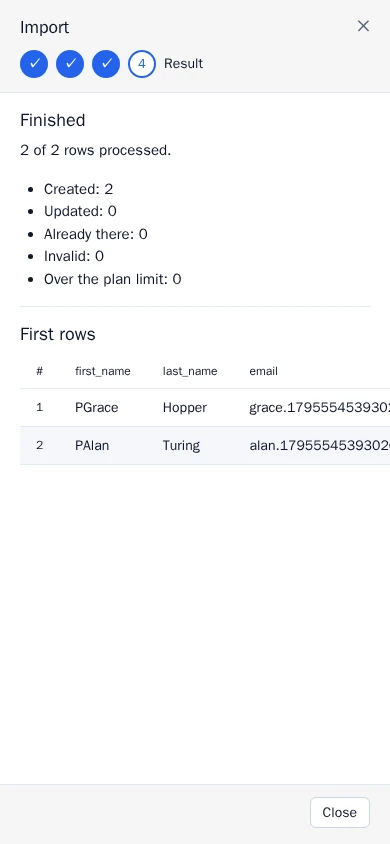 Import
✓ ✓ ✓ 4 Result
Finished
2 of 2 rows processed.
Created: 2
Updated: 0
Already there: 0
Invalid: 0
Over the plan limit: 0
First rows
# first_name last_name email
1 PGrace Hopper
2 PAlan Turing
Close